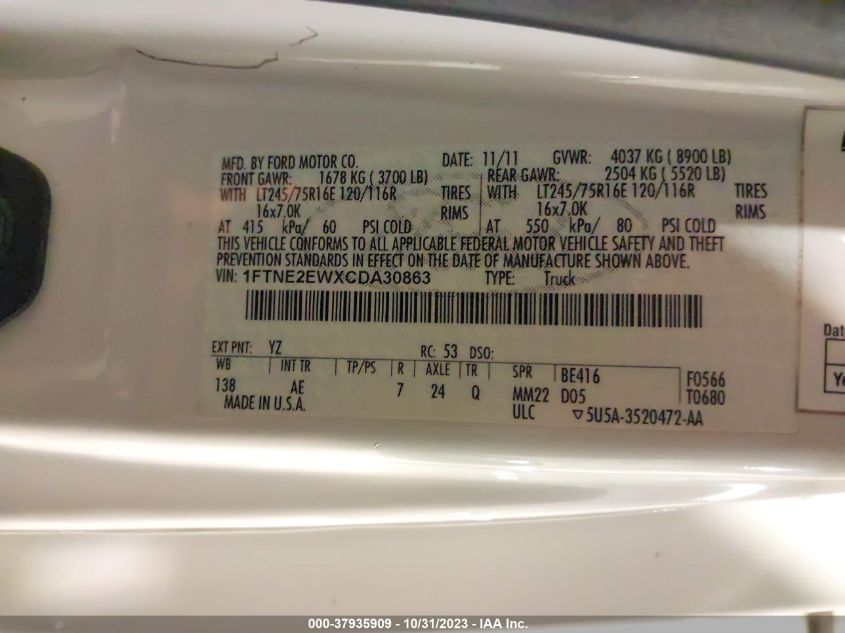 MFD. BY FORD MOTOR CO. DATE: 11/11 GVWR: 4037 KG ( 8900 LB)
FRONT GAWR: 1678 KG ( 3700 LB) REAR GAWR: 2504 KG ( 5520 LB)
WITH LT245/75R16E 120/116R TIRES WITH LT245/75R16E 120/116R TIRES
16x7.0K RIMS 16x7.0K RIMS
AT 415 kPa/ 60 PSI COLD AT 550 kPa/ 80 PSI COLD
THIS VEHICLE CONFORMS TO ALL APPLICABLE FEDERAL MOTOR VEHICLE SAFETY AND THEFT
PREVENTION STANDARDS IN EFFECT ON THE DATE OF MANUFACTURE SHOWN ABOVE.
VIN: 1FTNE2EWXCDA30863 TYPE: Truck
EXT PNT: YZ RC: 53 DSO:
WB INT TR TP/PS R AXLE TR SPR BE416 F0566
138 AE 7 24 Q MM22 D05 T0680
MADE IN U.S.A. ULC ▽5U5A-3520472-AA
Dat
Y
000-37935909 - 10/31/2023 - IAA Inc.